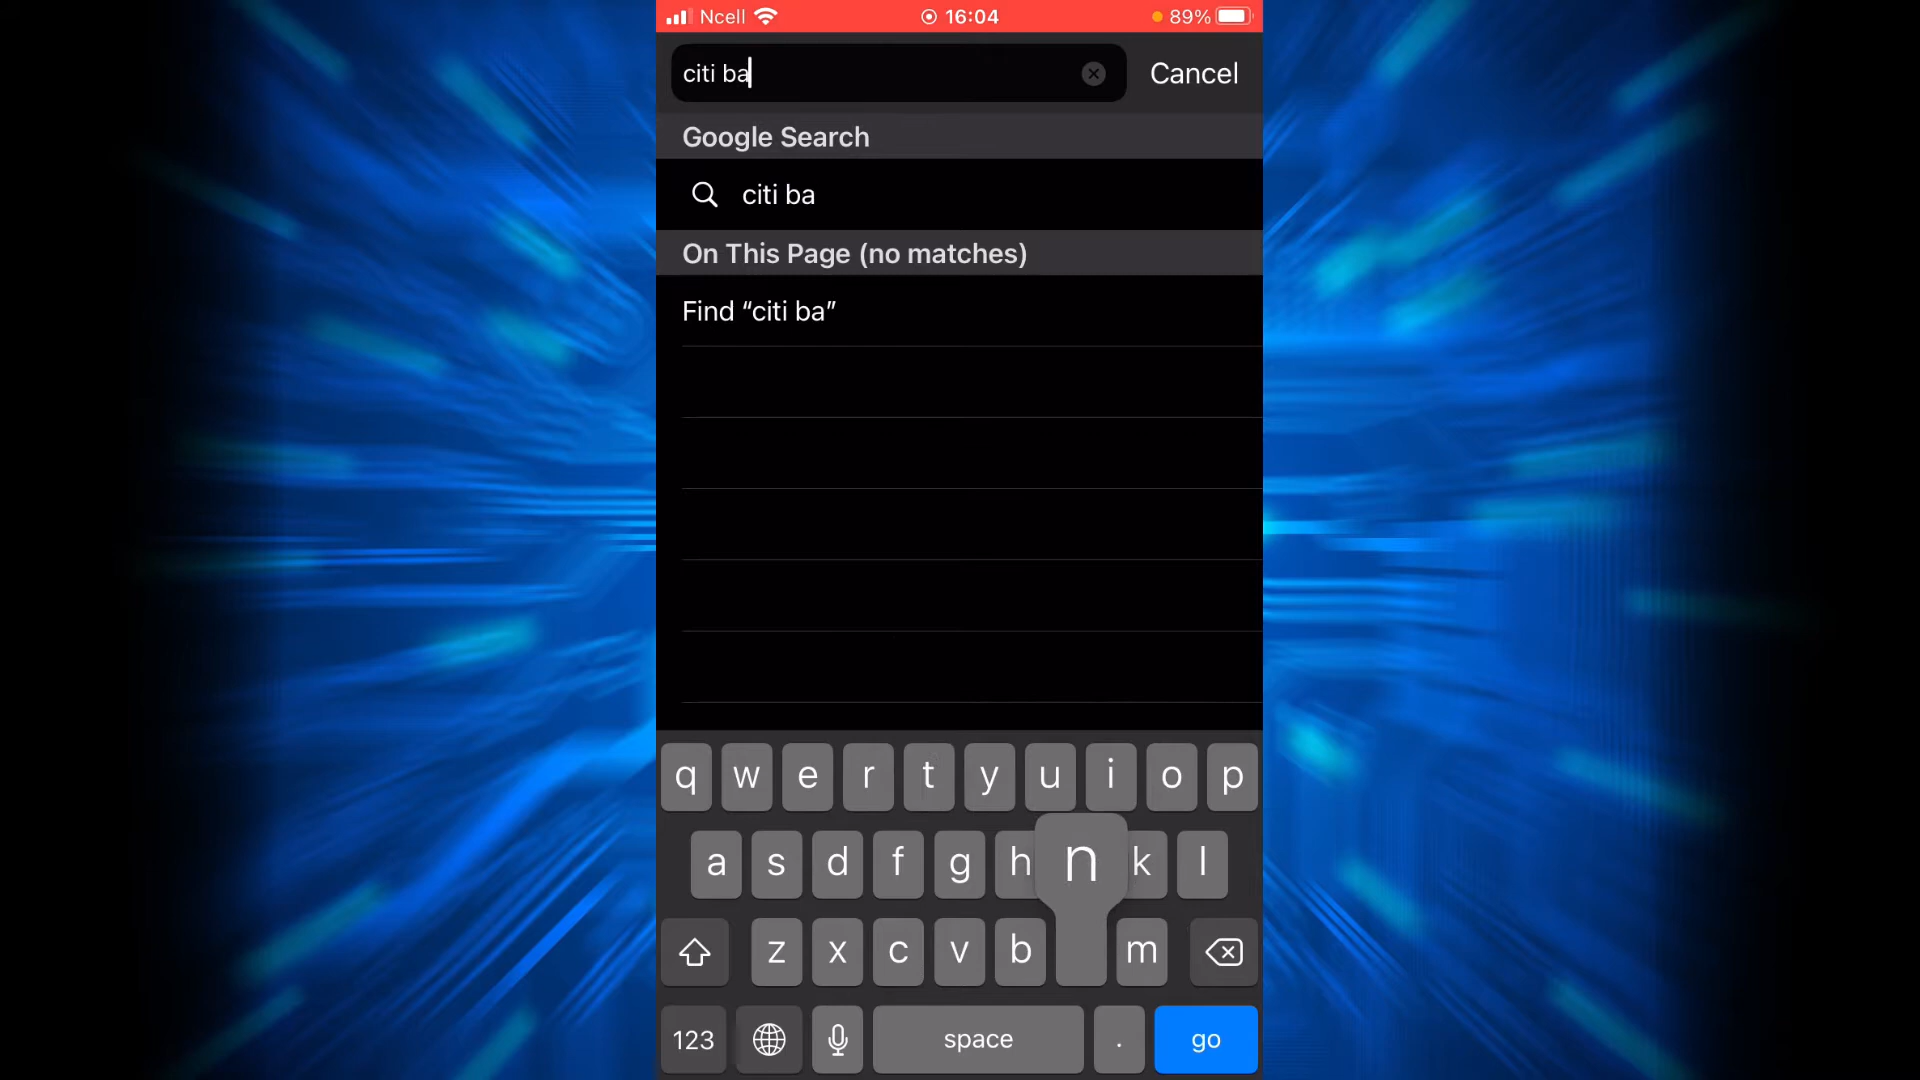 Ncell 16:04 89%
citi ba Cancel
Google Search
citi ba
On This Page (no matches)
Find “citi ba”
q w e r t y u i o p
a s d f g h n k l
z x c v b m
123 space . go